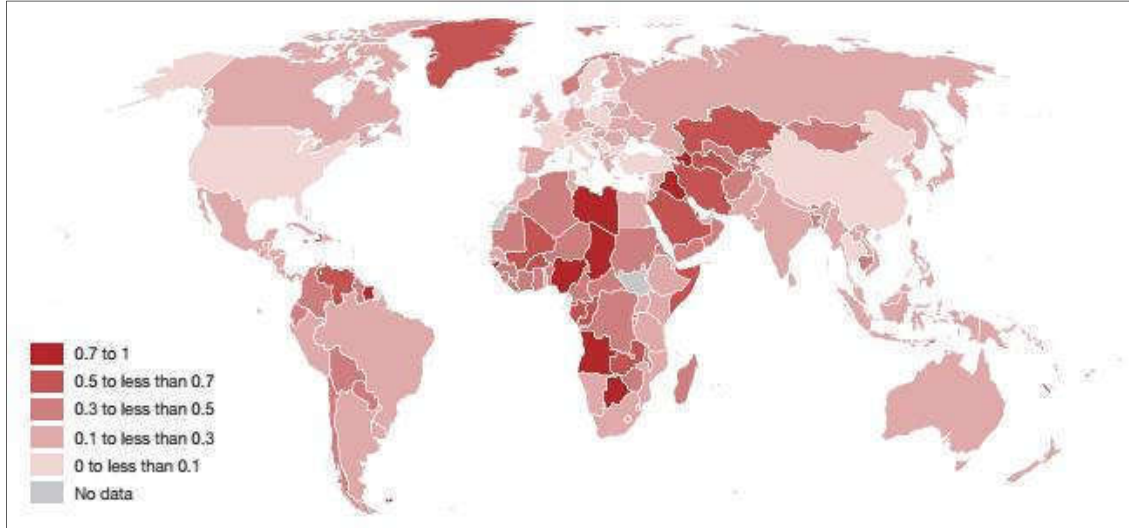 0.7 to 1
0.5 to less than 0.7
0.3 to less than 0.5
0.1 to less than 0.3
0 to less than 0.1
No data